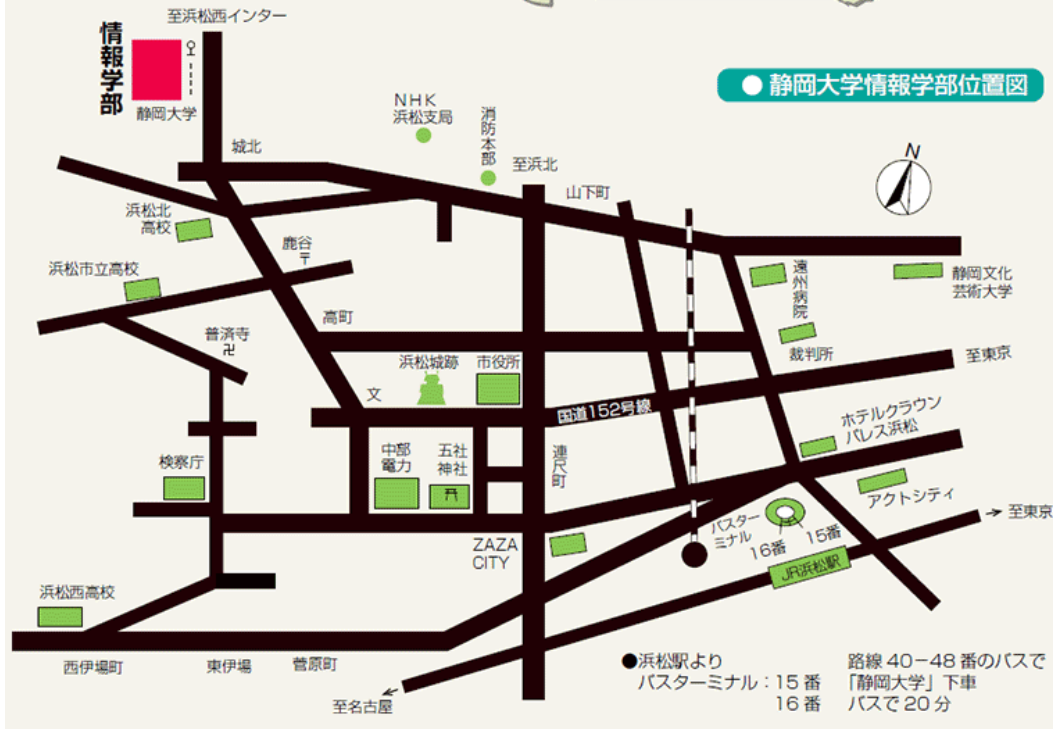 至浜松西インター
情報学部
静岡大学
● 静岡大学情報学部位置図
NHK
浜松支局
消防本部
至浜北
城北
山下町
N
浜松北
高校
鹿谷
〒
浜松市立高校
遠州病院
静岡文化
芸術大学
高町
普済寺
卍
浜松城跡
市役所
裁判所
至東京
文
国道152号線
ホテルクラウン
パレス浜松
中部
電力
五社
神社
連尺町
検察庁
アクトシティ
バスター
ミナル
16番
15番
至東京
ZAZA
CITY
JR浜松駅
浜松西高校
西伊場町
東伊場
菅原町
至名古屋
●浜松駅より 路線40−48番のバスで
バスターミナル:15番 「静岡大学」下車
16番 バスで20分